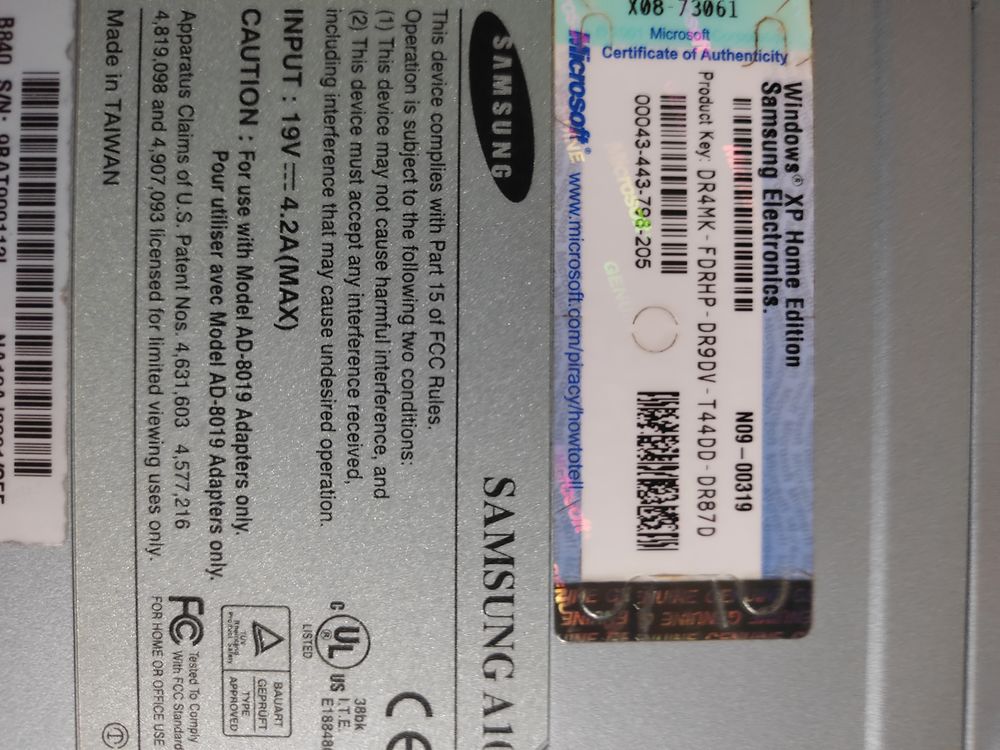 X08-73061
Microsoft
Certificate of Authenticity
Windows® XP Home Edition
Samsung Electronics.
N09-00319
Product Key: DR4MK-FDRHP-DR9DV-T44DD-DR87D
00043-443-798-205
Microsoft® www.microsoft.com/piracy/howtotell
SAMSUNG
SAMSUNG
This device complies with Part 15 of FCC Rules.
Operation is subject to the following two conditions:
(1) This device may not cause harmful interference, and
(2) This device must accept any interference received,
including interference that may cause undesired operation.
INPUT : 19V 4.2A(MAX)
CAUTION : For use with Model AD-8019 Adapters only.
Pour utiliser avec Model AD-8019 Adapters only.
Apparatus Claims of U.S. Patent Nos. 4,631,603 4,577,216
4,819,098 and 4,907,093 licensed for limited viewing uses only.
Made in TAIWAN
CE
C UL® US
LISTED
38bk
I.T.E.
BAUART
GEPRUFT
TYPE
APPROVED
FC
Tested To Comply
With FCC Standard
FOR HOME OR OFFICE USE
S/N: